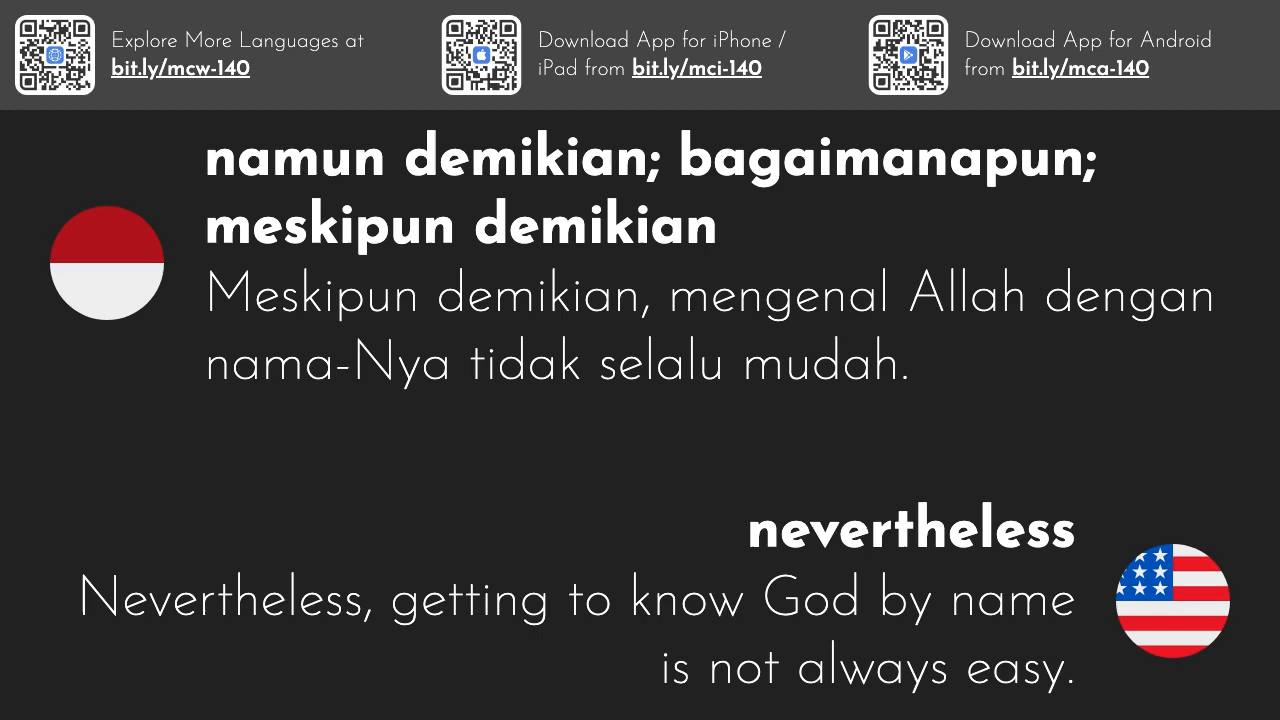 Explore More Languages at
bit.ly/mcw-140
Download App for iPhone /
iPad from bit.ly/mci-140
Download App for Android
from bit.ly/mca-140
namun demikian; bagaimanapun;
meskipun demikian
Meskipun demikian, mengenal Allah dengan
nama-Nya tidak selalu mudah.
nevertheless
Nevertheless, getting to know God by name
is not always easy.